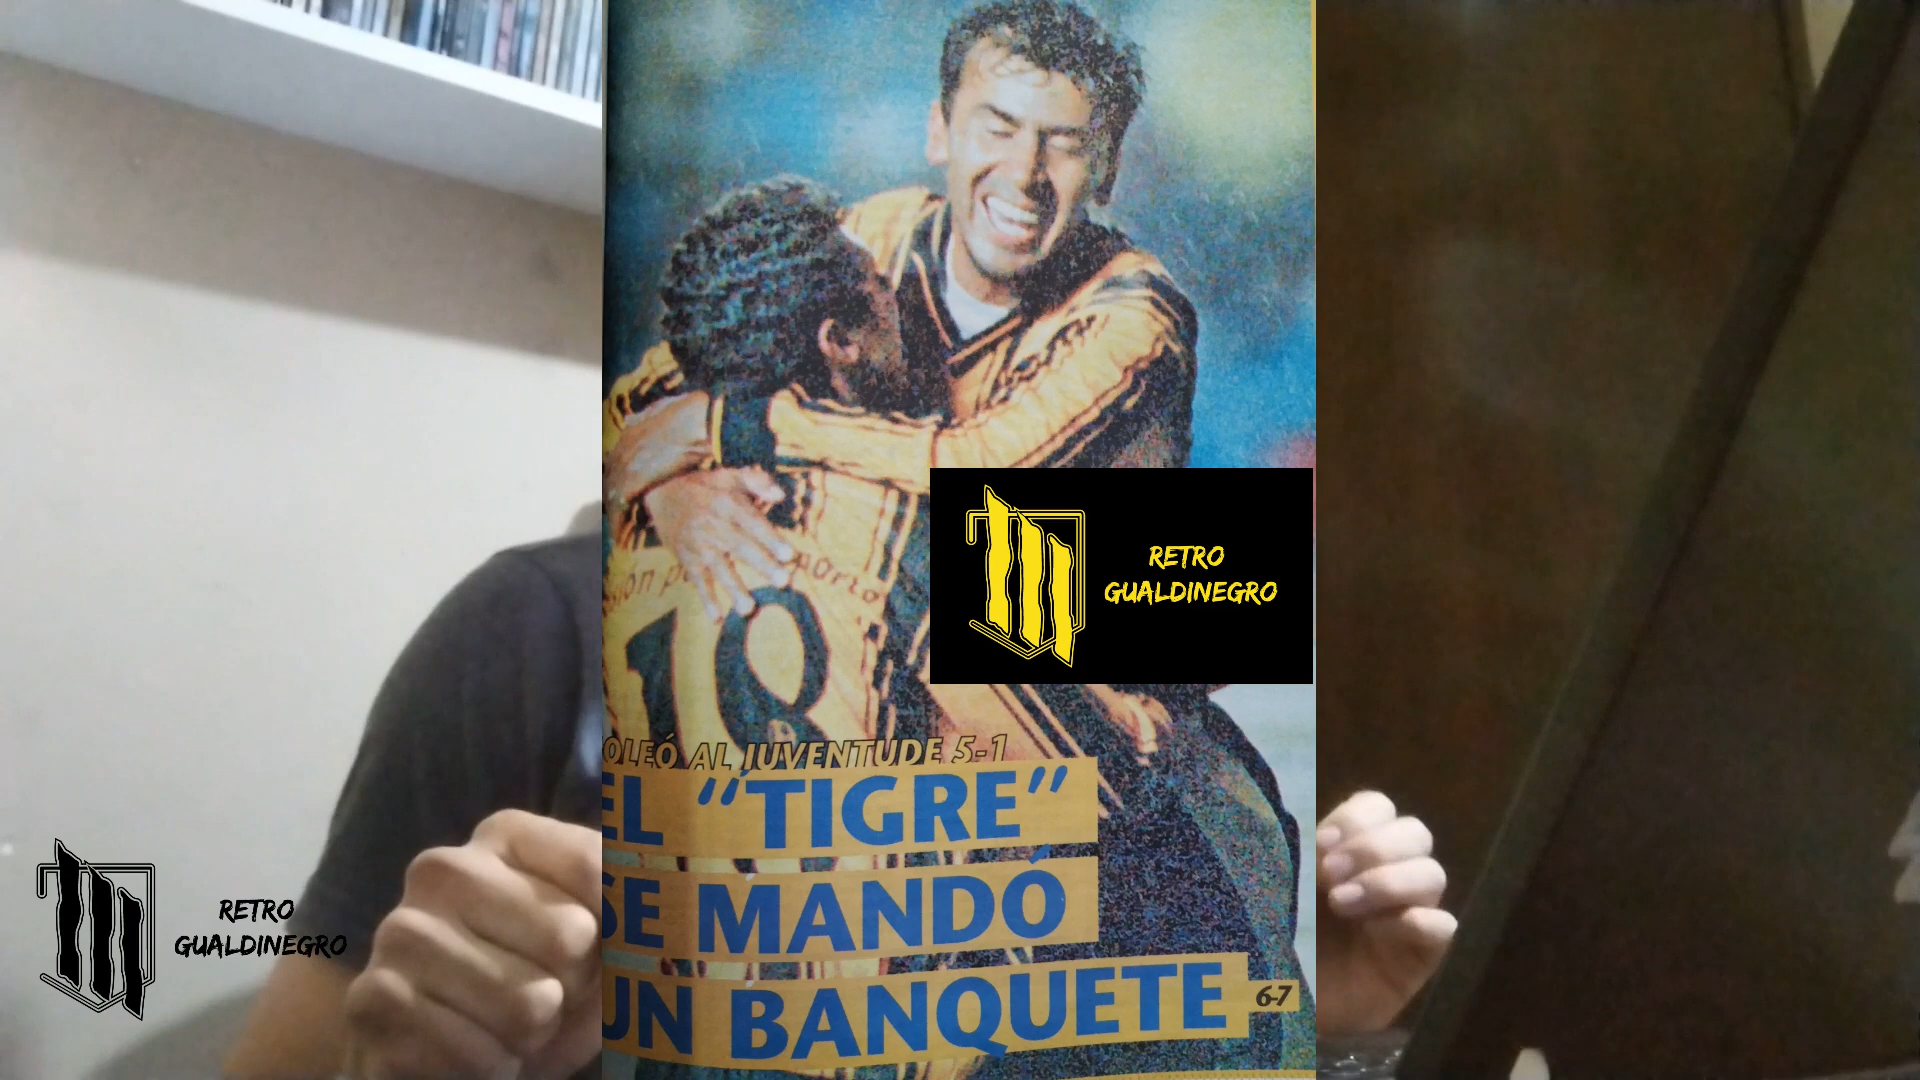 18
OLEÓ AL JUVENTUDE 5-1
EL "TIGRE"
SE MANDÓ
UN BANQUETE
6-7
RETRO
GUALDINEGRO
RETRO
GUALDINEGRO